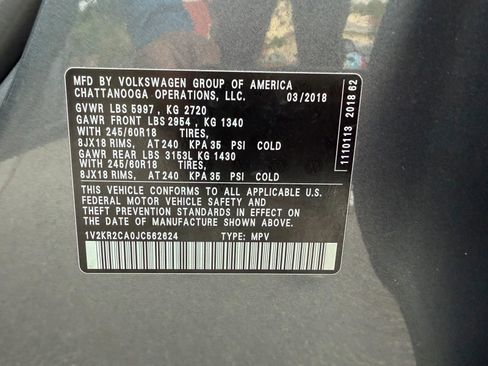 MFD BY VOLKSWAGEN GROUP OF AMERICA
CHATTANOOGA OPERATIONS, LLC. 03/2018
GVWR LBS 5997 , KG 2720
GAWR FRONT LBS 2954 , KG 1340
WITH 245/60R18 TIRES,
8JX18 RIMS, AT 240 KPA 35 PSI COLD
GAWR REAR LBS 3153L KG 1430
WITH 245/60R18 TIRES,
8JX18 RIMS, AT 240 KPA 35 PSI COLD
THIS VEHICLE CONFORMS TO ALL APPLICABLE U.S.
FEDERAL MOTOR VEHICLE SAFETY AND
THEFT PREVENTION STANDARDS IN EFFECT ON
THE DATE OF MANUFACTURE SHOWN ABOVE.
1V2KR2CA0JC562624 TYPE: MPV
1110113 2018 62